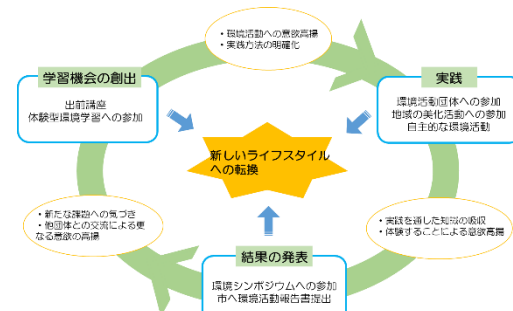 ・環境活動への意欲高揚
・実践方法の明確化
学習機会の創出
出前講座
体験型環境学習への参加
実践
環境活動団体への参加
地域の美化活動への参加
自主的な環境活動
新しいライフスタイル
への転換
・新たな課題への気づき
・他団体との交流による更
なる意欲の高揚
・実践を通した知識の吸収
・体験することによる意欲高揚
結果の発表
環境シンポジウムへの参加
市へ環境活動報告書提出